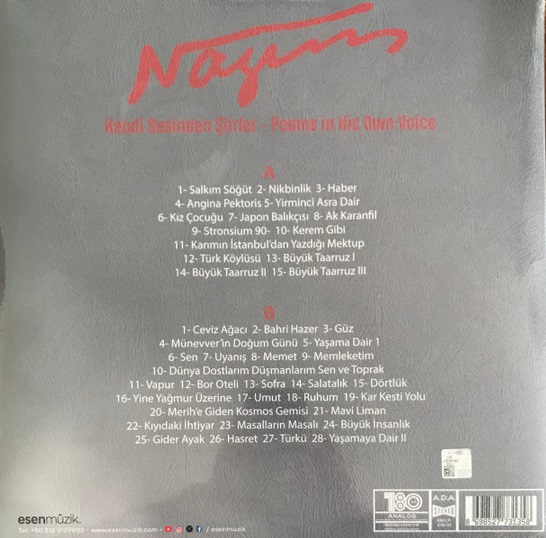 Nâzım
Kendi Sesinden Şiirler - Poems in His Own Voice
A
1- Salkım Söğüt 2- Nikbinlik 3- Haber
4- Angina Pektoris 5- Yirminci Asra Dair
6- Kız Çocuğu 7- Japon Balıkçısı 8- Ak Karanfil
9- Stronsium 90- 10- Kerem Gibi
11- Karımın İstanbul'dan Yazdığı Mektup
12- Türk Köylüsü 13- Büyük Taarruz I
14- Büyük Taarruz II 15- Büyük Taarruz III
B
1- Ceviz Ağacı 2- Bahri Hazer 3- Güz
4- Münevver'in Doğum Günü 5- Yaşama Dair 1
6- Sen 7- Uyanış 8- Memet 9- Memleketim
10- Dünya Dostlarım Düşmanlarım Sen ve Toprak
11- Vapur 12- Bor Oteli 13- Sofra 14- Salatalık 15- Dörtlük
16- Yine Yağmur Üzerine 17- Umut 18- Ruhum 19- Kar Kesti Yolu
20- Merih'e Giden Kosmos Gemisi 21- Mavi Liman
22- Kıyıdaki İhtiyar 23- Masalların Masalı 24- Büyük İnsanlık
25- Gider Ayak 26- Hasret 27- Türkü 28- Yaşamaya Dair II
esenmüzik.
www.esenmuzik.com - / esenmuzik
180
ANALOG
A.D.A
STEREO